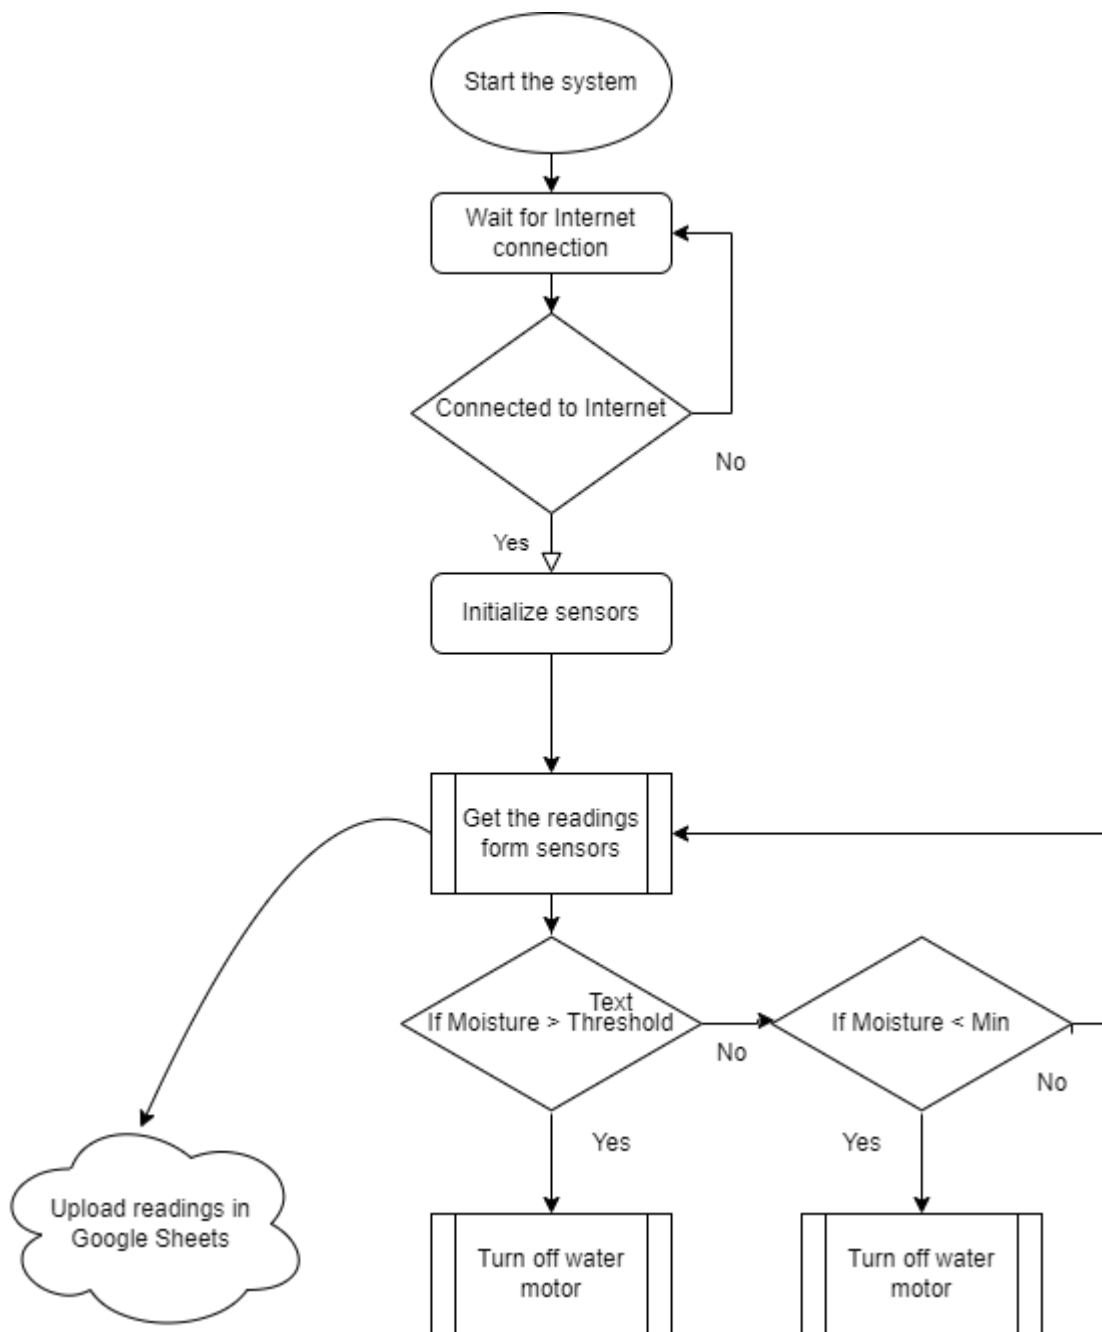 Start the system
Wait for Internet
connection
Connected to Internet
No
Yes
Initialize sensors
Get the readings
form sensors
Text
If Moisture > Threshold
No
If Moisture < Min
No
Yes
Yes
Upload readings in
Google Sheets
Turn off water
motor
Turn off water
motor